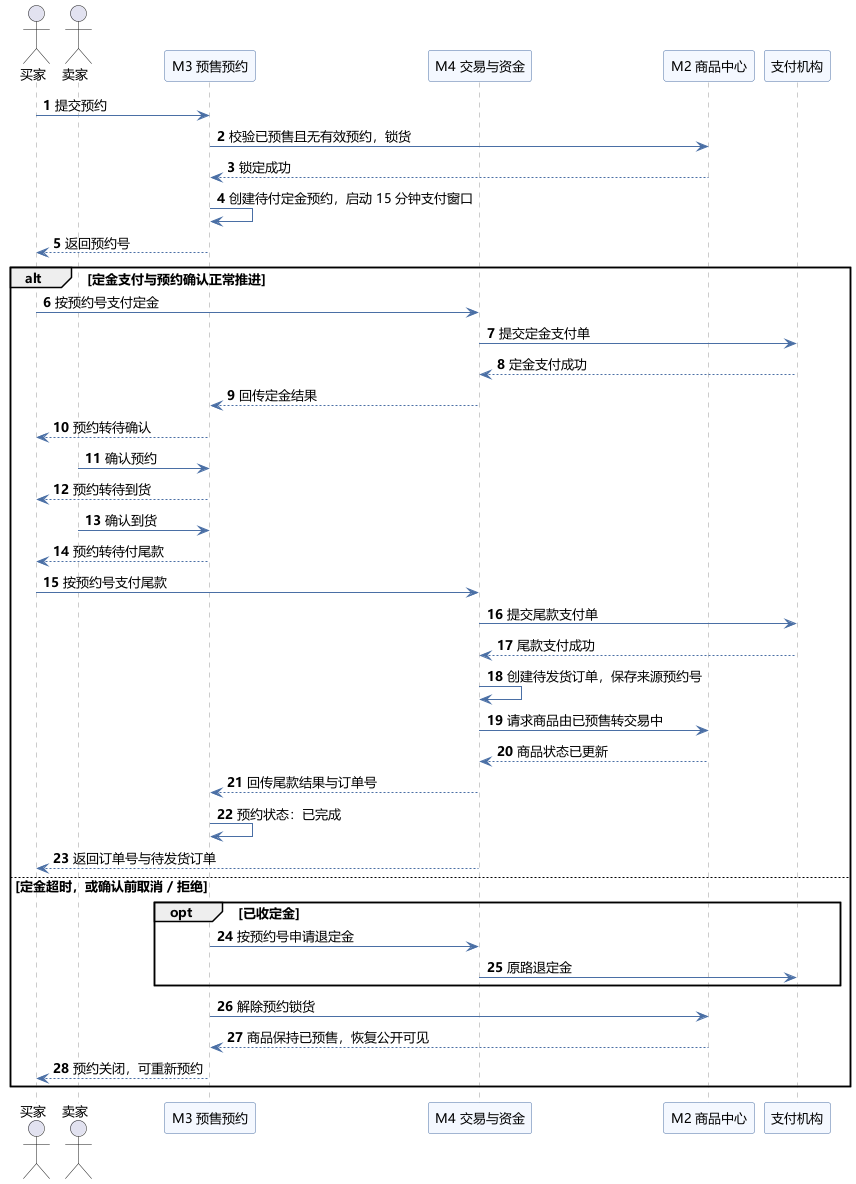 买家 卖家
M3 预售预约 M4 交易与资金 M2 商品中心 支付机构
1 提交预约
2 校验已预售且无有效预约，锁货
3 锁定成功
4 创建待付定金预约，启动 15 分钟支付窗口
5 返回预约号
alt [定金支付与预约确认正常推进]
6 按预约号支付定金
7 提交定金支付单
8 定金支付成功
9 回传定金结果
10 预约转待确认
11 确认预约
12 预约转待到货
13 确认到货
14 预约转待付尾款
15 按预约号支付尾款
16 提交尾款支付单
17 尾款支付成功
18 创建待发货订单，保存来源预约号
19 请求商品由已预售转交易中
20 商品状态已更新
21 回传尾款结果与订单号
22 预约状态：已完成
23 返回订单号与待发货订单
[定金超时，或确认前取消 / 拒绝]
opt [已收定金]
24 按预约号申请退定金
25 原路退定金
26 解除预约锁货
27 商品保持已预售，恢复公开可见
28 预约关闭，可重新预约
买家 卖家
M3 预售预约 M4 交易与资金 M2 商品中心 支付机构